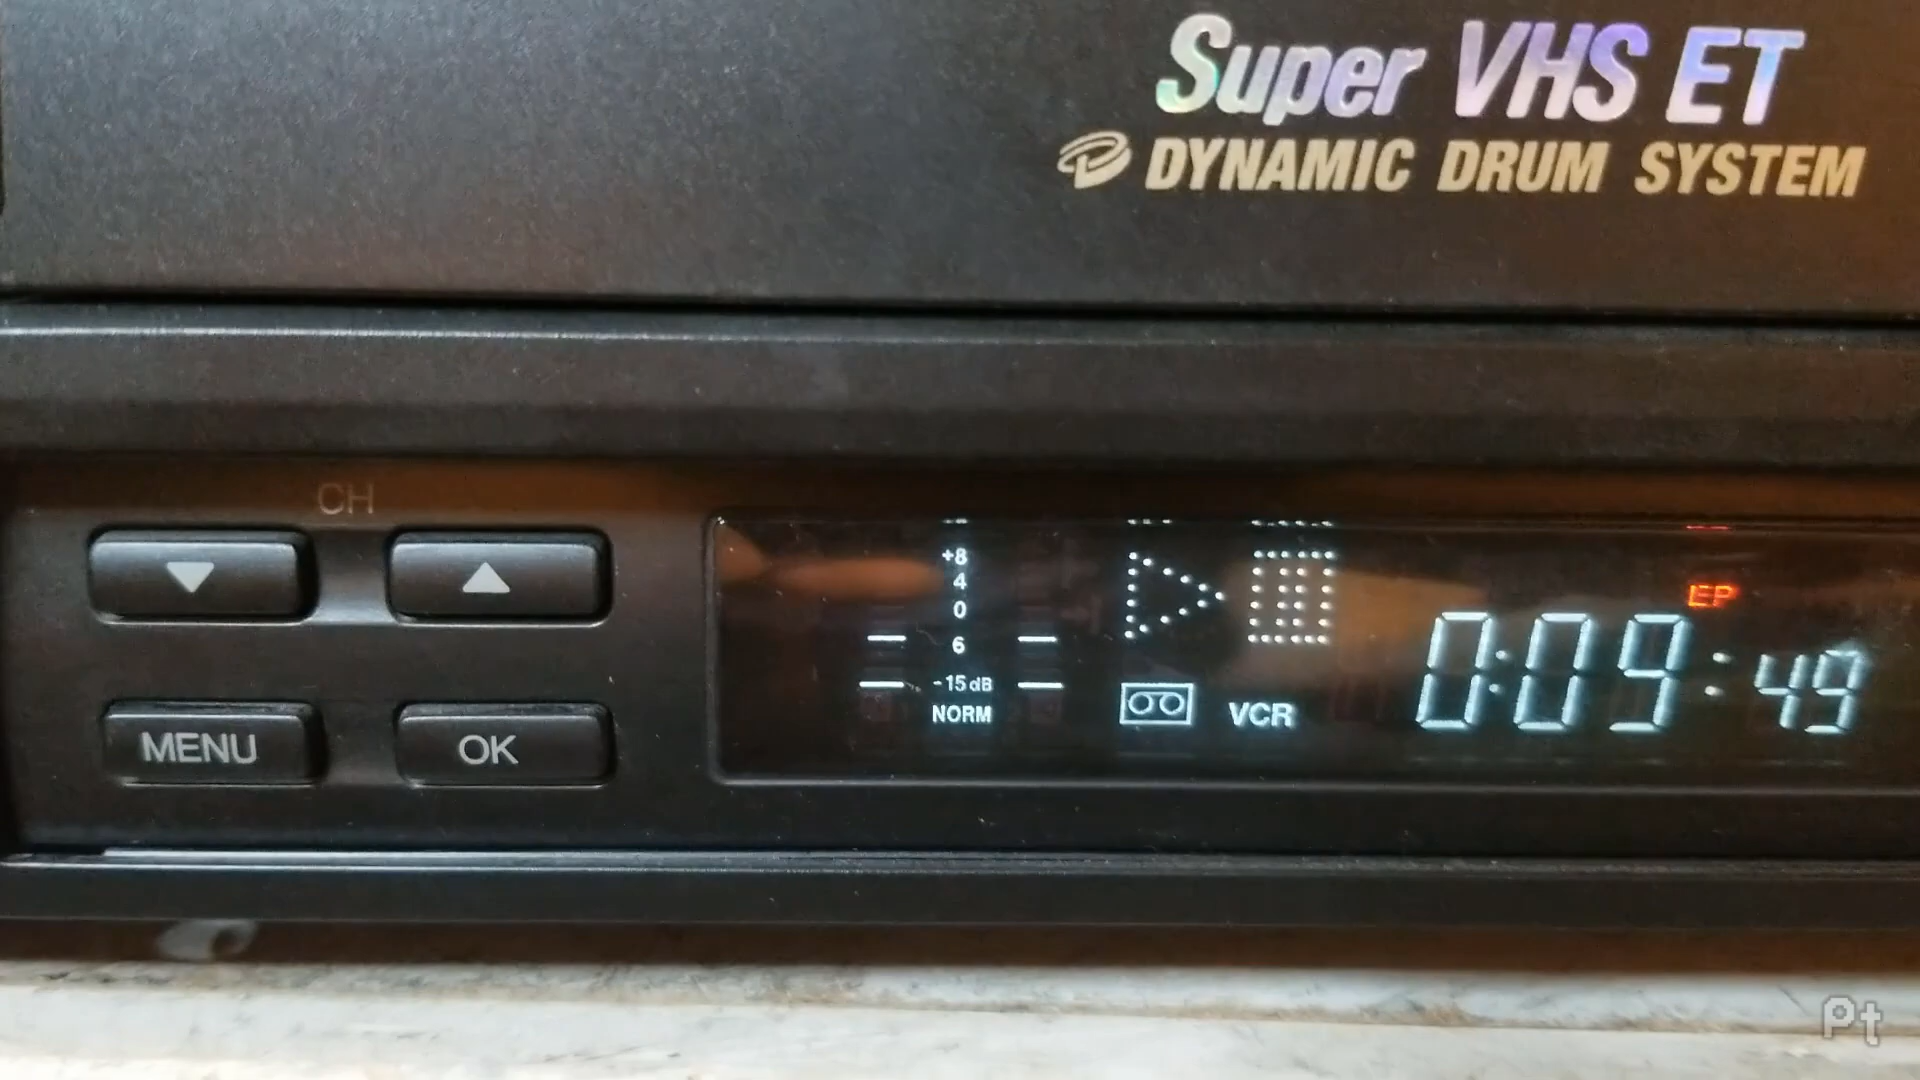 Super VHS ET
DYNAMIC DRUM SYSTEM
CH
MENU
OK
+8
4
0
6
-15dB
NORM
VCR
EP
0:09:49
Pt